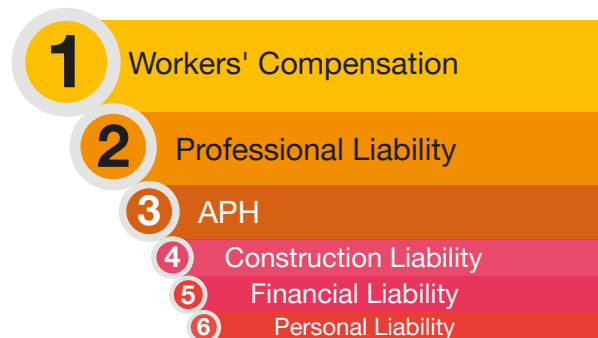 1 Workers' Compensation
2 Professional Liability
3 APH
4 Construction Liability
5 Financial Liability
6 Personal Liability